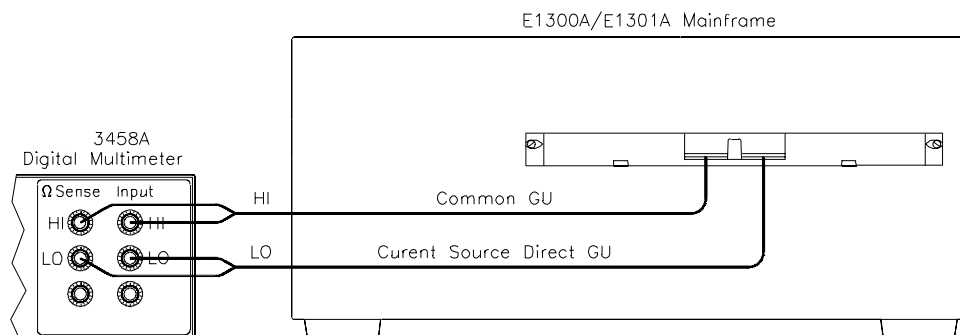 E1300A/E1301A Mainframe
3458A
Digital Multimeter
Ω Sense Input
HI HI
LO LO
HI Common GU
LO Curent Source Direct GU